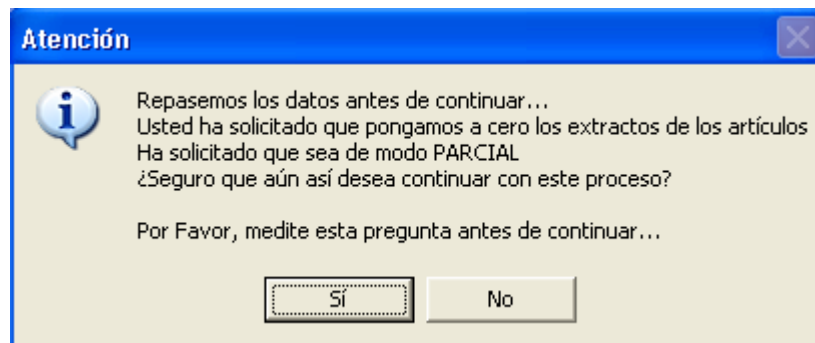 Atención
Repasemos los datos antes de continuar...
Usted ha solicitado que pongamos a cero los extractos de los artículos
Ha solicitado que sea de modo PARCIAL
¿Seguro que aún así desea continuar con este proceso?
Por Favor, medite esta pregunta antes de continuar...
Sí
No